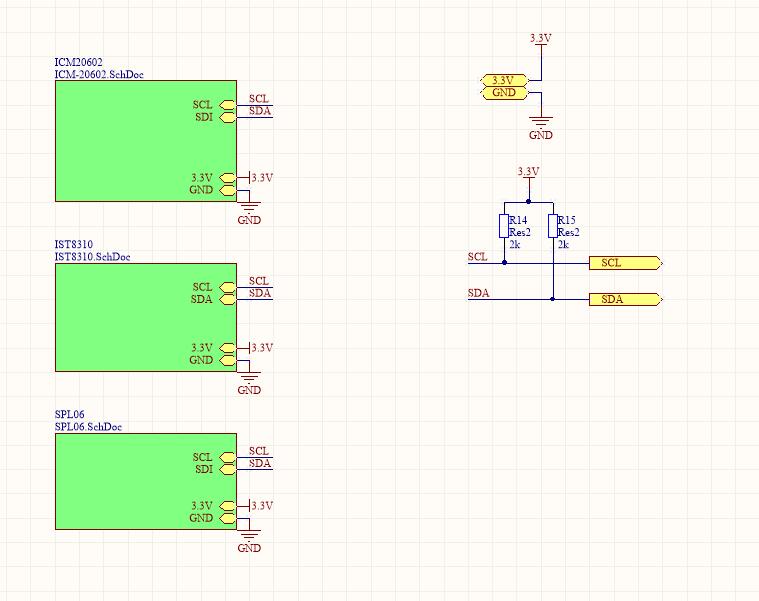 ICM20602
ICM-20602.SchDoc
SCL SCL
SDI SDA
3.3V 3.3V
GND
GND
IST8310
IST8310.SchDoc
SCL SCL
SDA SDA
3.3V 3.3V
GND
GND
SPL06
SPL06.SchDoc
SCL SCL
SDI SDA
3.3V 3.3V
GND
GND
3.3V
3.3V
GND
GND
3.3V
R14 R15
Res2 Res2
2k 2k
SCL SCL
SDA SDA